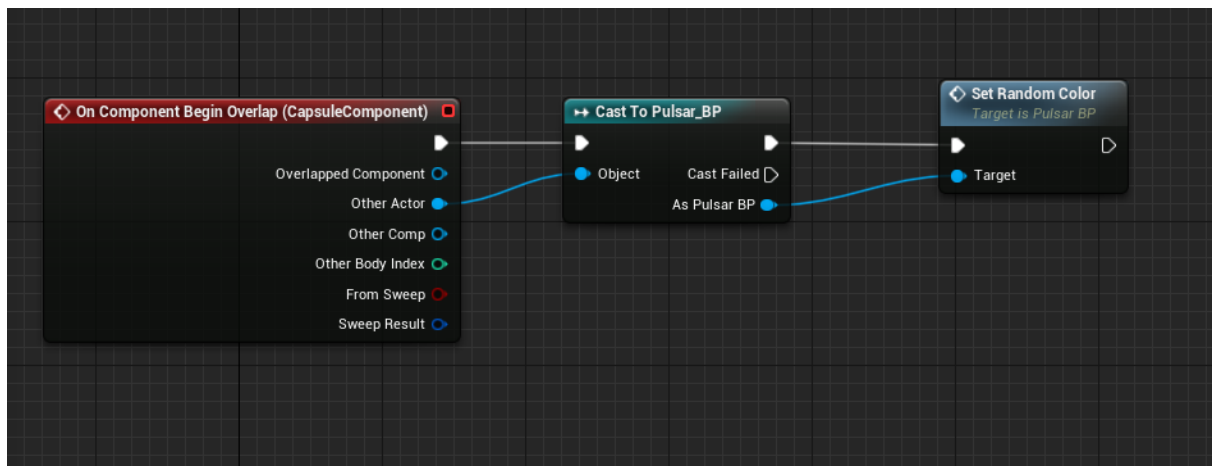 On Component Begin Overlap (CapsuleComponent)
Overlapped Component
Other Actor
Other Comp
Other Body Index
From Sweep
Sweep Result
Cast To Pulsar_BP
Object
Cast Failed
As Pulsar BP
Set Random Color
Target is Pulsar BP
Target